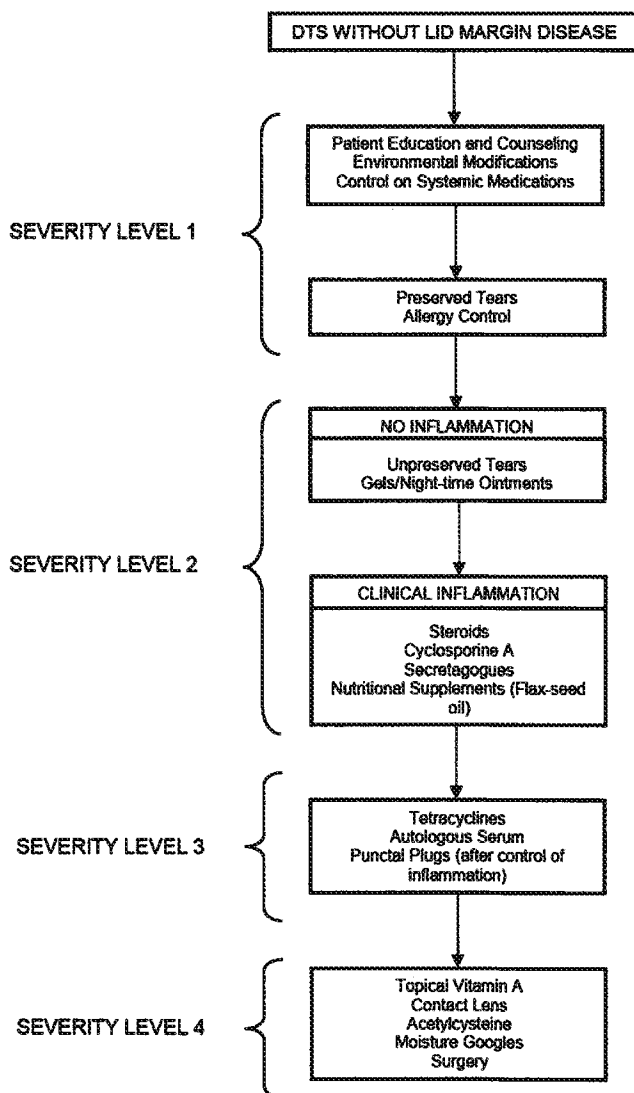 DTS WITHOUT LID MARGIN DISEASE
SEVERITY LEVEL 1
Patient Education and Counseling
Environmental Modifications
Control on Systemic Medications
Preserved Tears
Allergy Control
SEVERITY LEVEL 2
NO INFLAMMATION
Unpreserved Tears
Gels/Night-time Ointments
CLINICAL INFLAMMATION
Steroids
Cyclosporine A
Secretagogues
Nutritional Supplements (Flax-seed
oil)
SEVERITY LEVEL 3
Tetracyclines
Autologous Serum
Punctal Plugs (after control of
inflammation)
SEVERITY LEVEL 4
Topical Vitamin A
Contact Lens
Acetylcysteine
Moisture Googles
Surgery